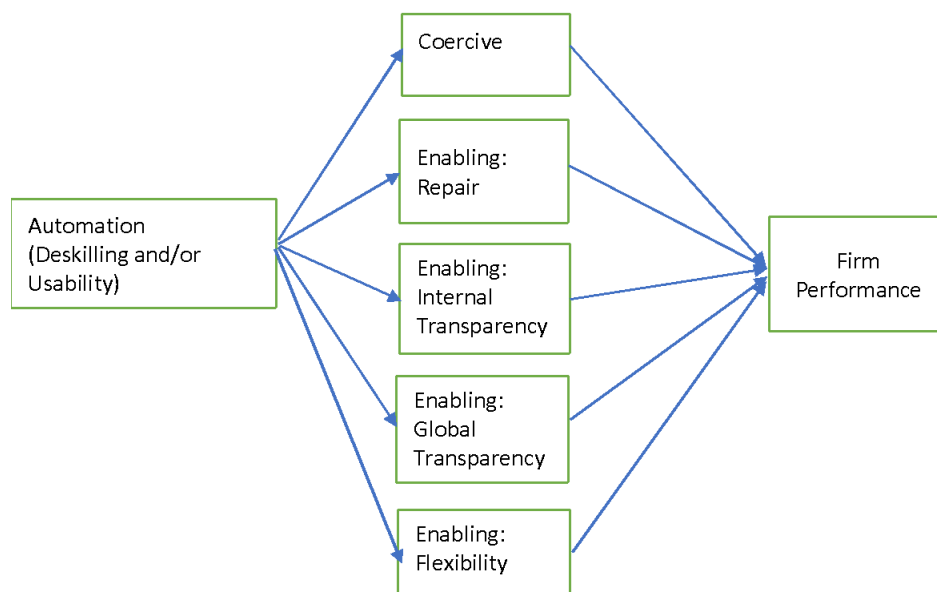 Coercive
Enabling:
Repair
Automation
(Deskilling and/or
Usability)
Enabling:
Internal
Transparency
Firm
Performance
Enabling:
Global
Transparency
Enabling:
Flexibility